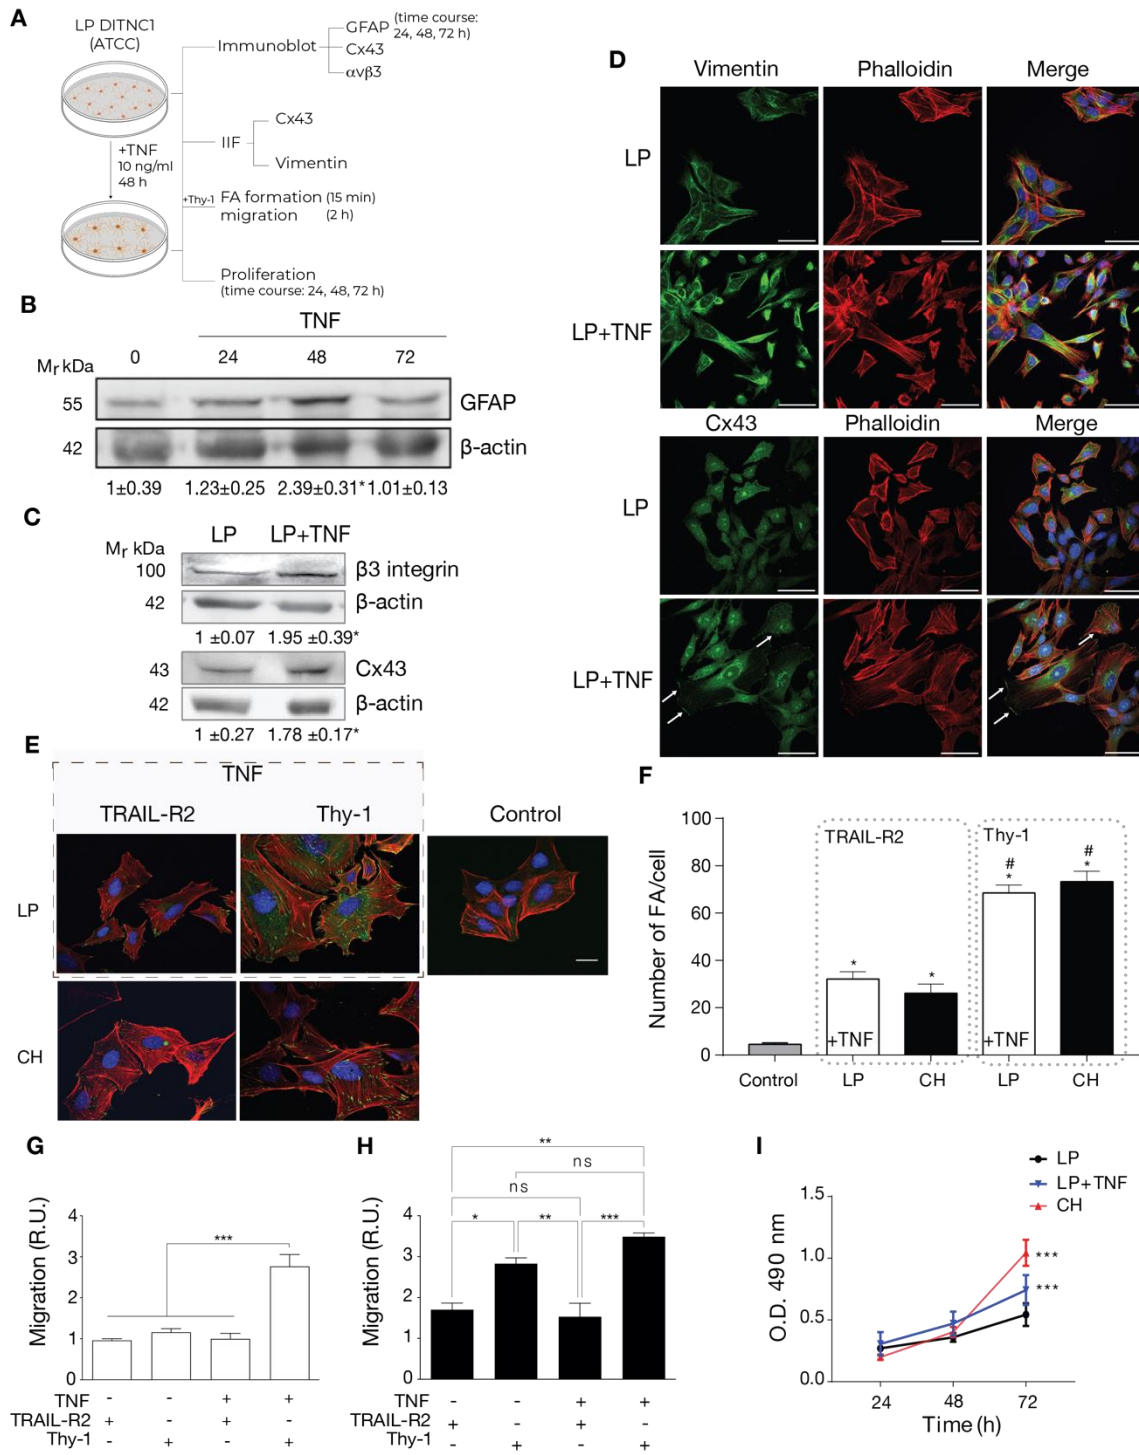 A
LP DITNC1
(ATCC)
+TNF
10 ng/ml
48 h
Immunoblot
GFAP (time course: 24, 48, 72 h)
Cx43
αvβ3
IIF
Cx43
Vimentin
+Thy-1
FA formation (15 min)
migration (2 h)
Proliferation
(time course: 24, 48, 72 h)
B
TNF
0 24 48 72
Mr kDa
55 GFAP
42 β-actin
1±0.39 1.23±0.25 2.39±0.31* 1.01±0.13
C
LP LP+TNF
Mr kDa
100 β3 integrin
42 β-actin
1 ±0.07 1.95 ±0.39*
43 Cx43
42 β-actin
1 ±0.27 1.78 ±0.17*
D
Vimentin Phalloidin Merge
LP
LP+TNF
Cx43 Phalloidin Merge
LP
LP+TNF
E
TNF
TRAIL-R2 Thy-1 Control
LP
CH
F
Number of FA/cell
100
80
60
40
20
0
TRAIL-R2 Thy-1
* * # * # *
+TNF +TNF
Control LP CH LP CH
G
Migration (R.U.)
4
3
2
1
0
***
TNF - - + +
TRAIL-R2 + - + -
Thy-1 - + - +
H
Migration (R.U.)
4
3
2
1
0
**
ns
ns
* ** ***
TNF - - + +
TRAIL-R2 + - + -
Thy-1 - + - +
I
LP
LP+TNF
CH
O.D. 490 nm
1.5
1.0
0.5
0.0
***
***
24 48 72
Time (h)